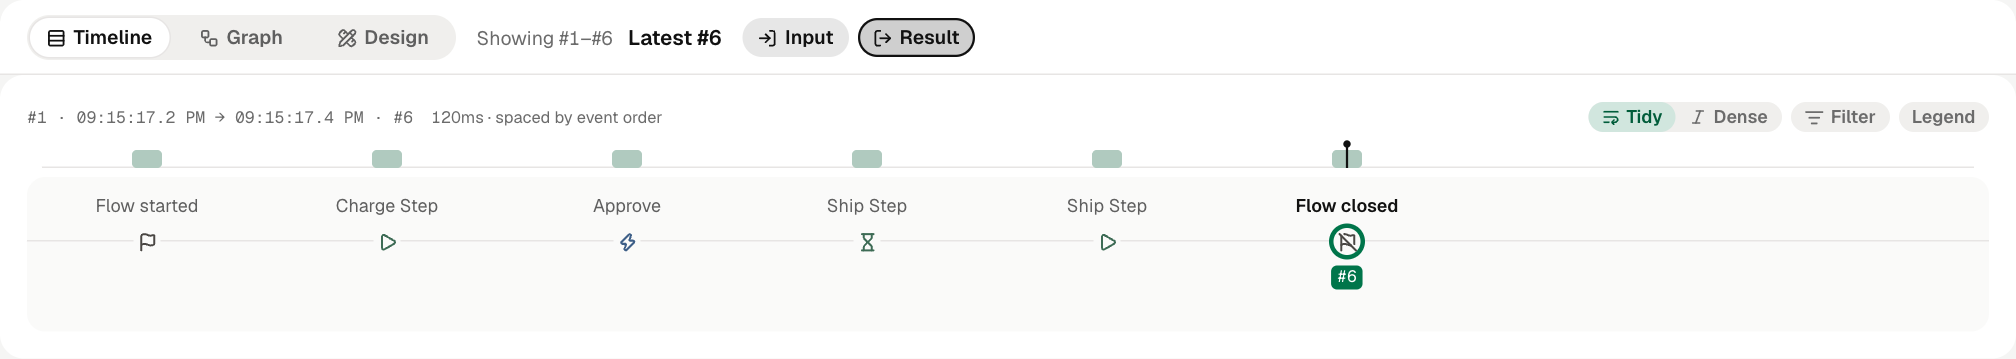 Timeline Graph Design Showing #1–#6 Latest #6 Input Result
#1 · 09:15:17.2 PM → 09:15:17.4 PM · #6 120ms · spaced by event order Tidy Dense Filter Legend
Flow started Charge Step Approve Ship Step Ship Step Flow closed
#6